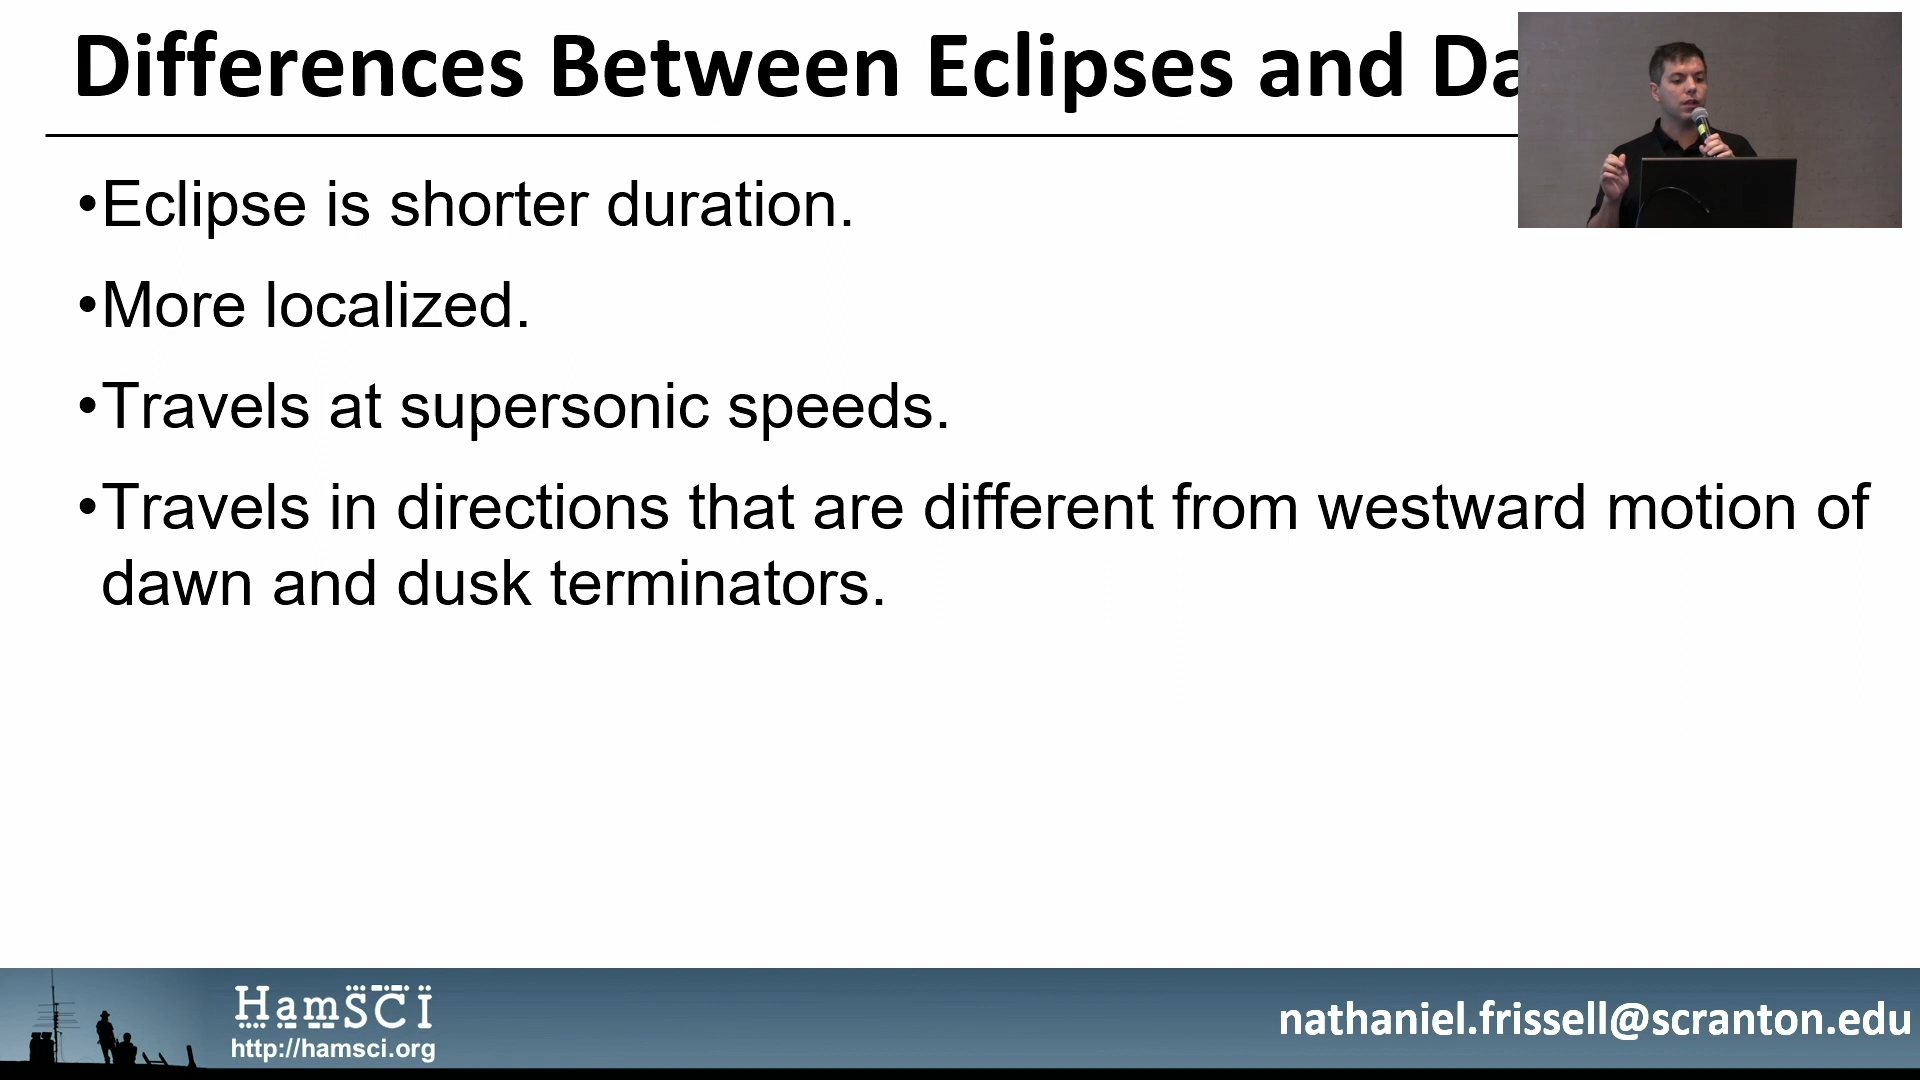 Differences Between Eclipses and Da
•Eclipse is shorter duration.
•More localized.
•Travels at supersonic speeds.
•Travels in directions that are different from westward motion of
dawn and dusk terminators.
HamSCI
http://hamsci.org
nathaniel.frissell@scranton.edu